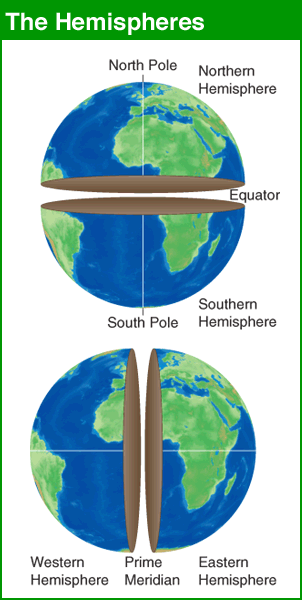 The Hemispheres
North Pole
Northern
Hemisphere
Equator
Southern
Hemisphere
South Pole
Western
Hemisphere
Prime
Meridian
Eastern
Hemisphere